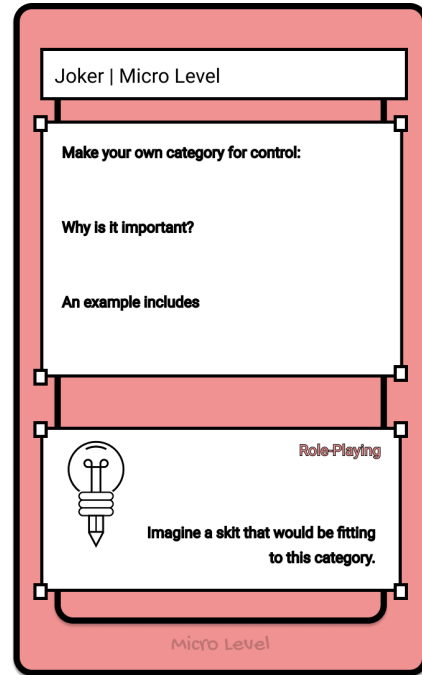 Joker | Micro Level
Make your own category for control:
Why is it important?
An example includes
Role-Playing
Imagine a skit that would be fitting
to this category.
Micro Level